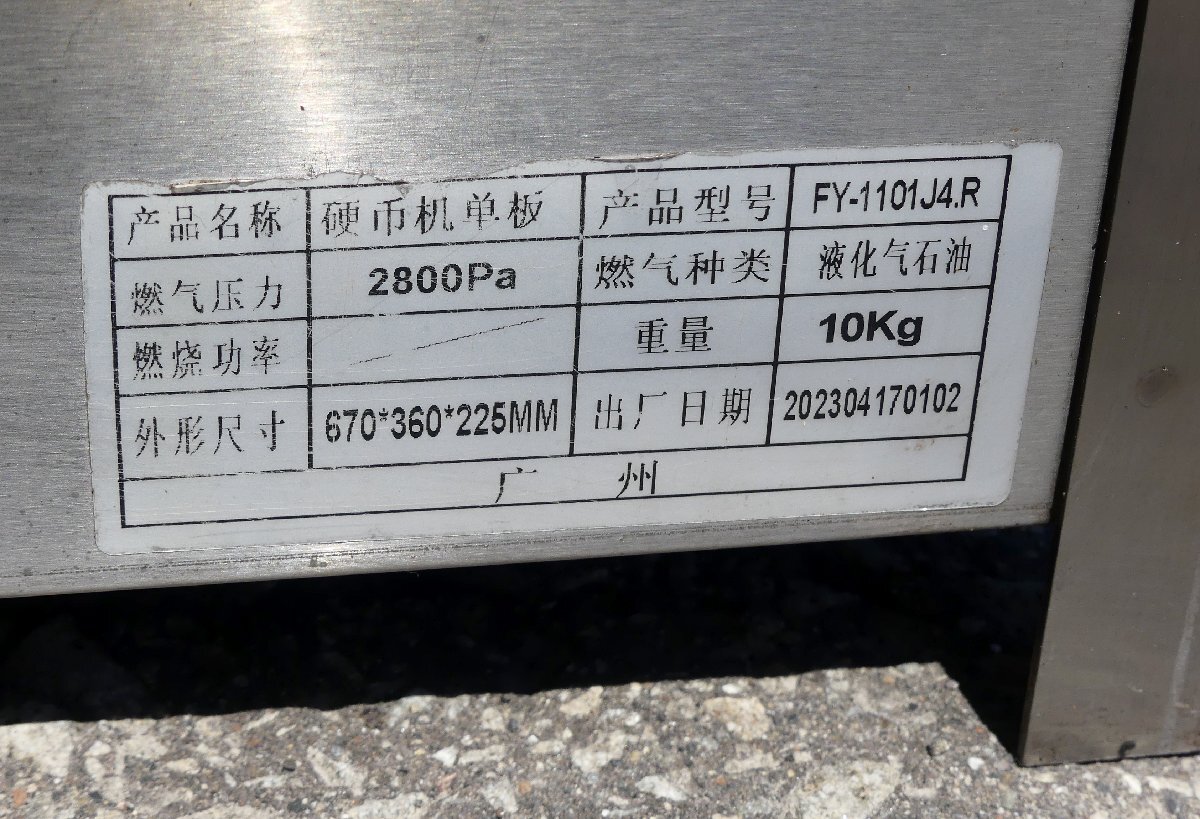 产品名称 硬币机单板 产品型号 FY-1101J4.R
燃气压力 2800Pa 燃气种类 液化气石油
燃烧功率 重量 10Kg
外形尺寸 670*360*225MM 出厂日期 202304170102
广 州